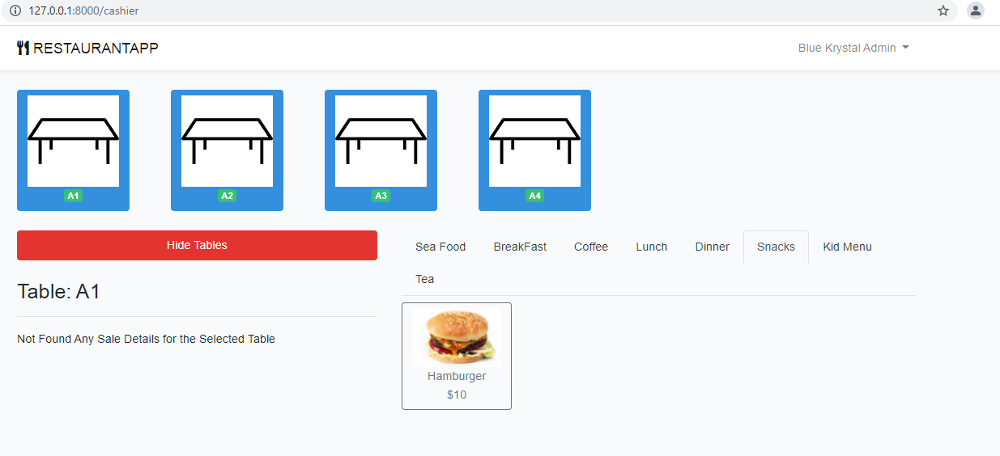 127.0.0.1:8000/cashier
RESTAURANTAPP
Blue Krystal Admin
A1
A2
A3
A4
Hide Tables
Sea Food BreakFast Coffee Lunch Dinner Snacks Kid Menu
Tea
Table: A1
Not Found Any Sale Details for the Selected Table
Hamburger
$10